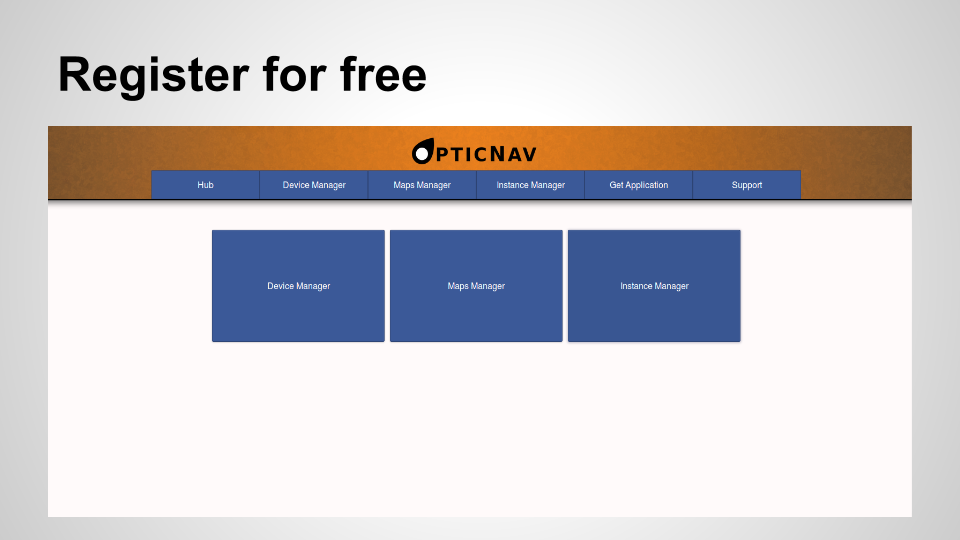 Register for free
OPTICNAV
Hub Device Manager Maps Manager Instance Manager Get Application Support
Device Manager Maps Manager Instance Manager